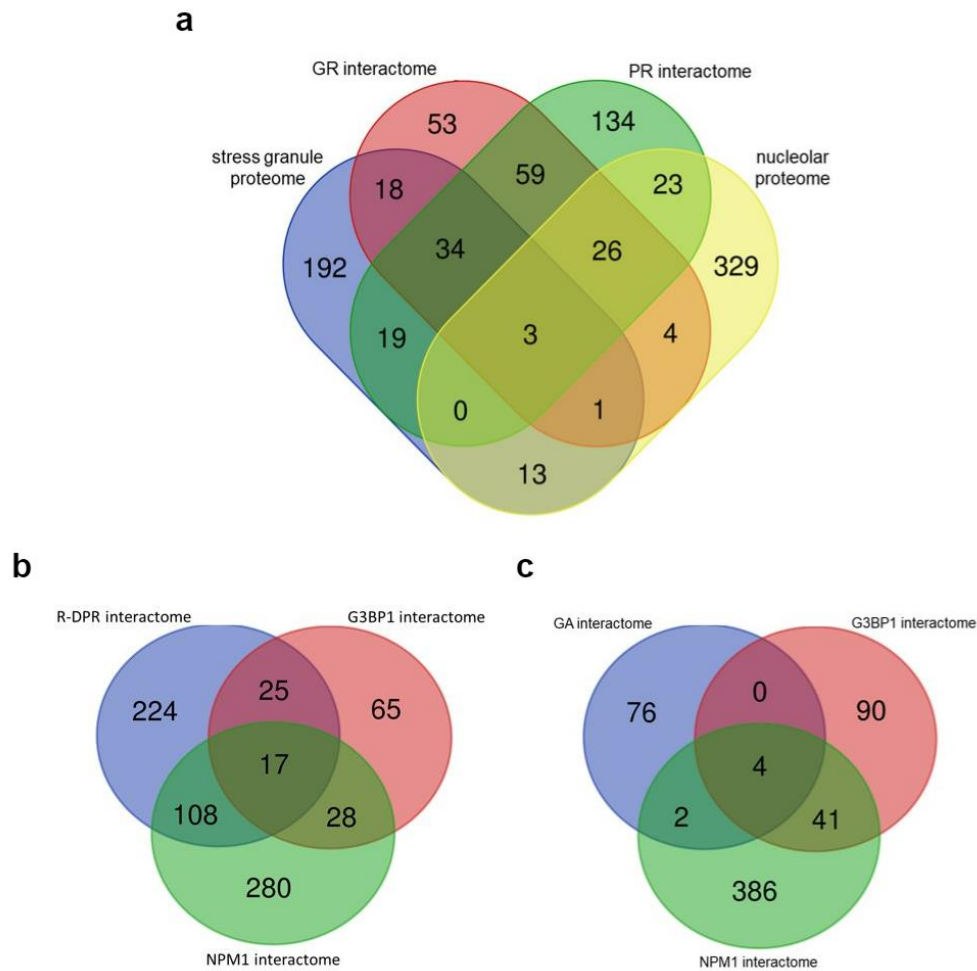 a
GR interactome
PR interactome
53
134
stress granule
proteome
nucleolar
proteome
18
59
23
192
34
26
329
19
3
4
0
1
13
b
c
R-DPR interactome
G3BP1 interactome
224
25
65
17
108
28
280
NPM1 interactome
GA interactome
G3BP1 interactome
76
0
90
4
2
41
386
NPM1 interactome